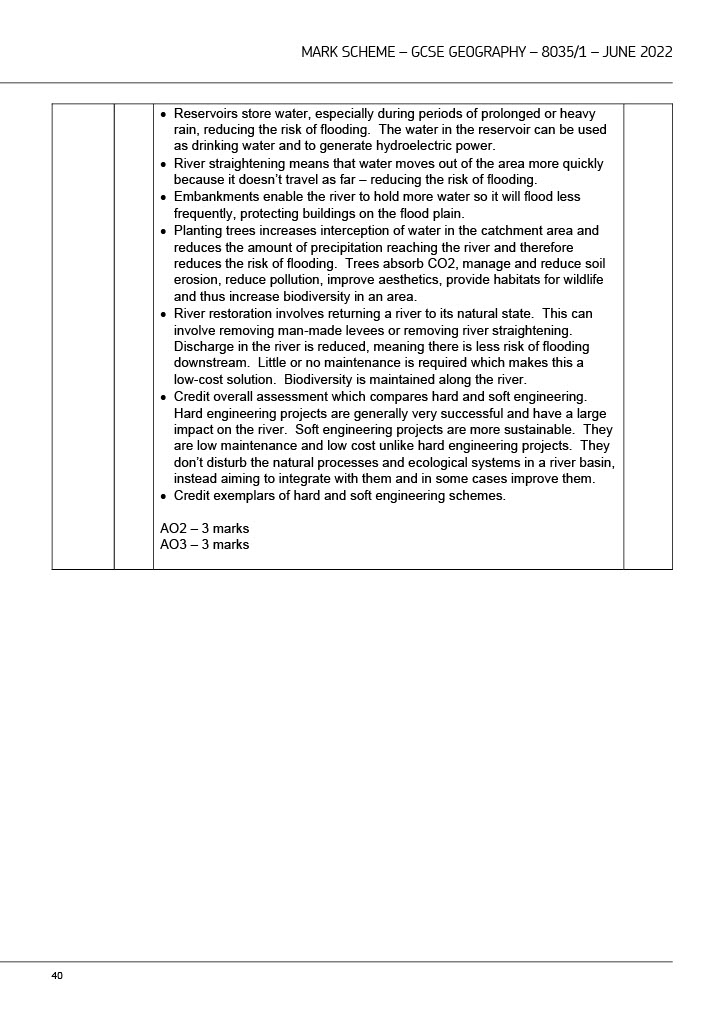 MARK SCHEME – GCSE GEOGRAPHY – 8035/1 – JUNE 2022
• Reservoirs store water, especially during periods of prolonged or heavy
rain, reducing the risk of flooding.  The water in the reservoir can be used
as drinking water and to generate hydroelectric power.
• River straightening means that water moves out of the area more quickly
because it doesn’t travel as far – reducing the risk of flooding.
• Embankments enable the river to hold more water so it will flood less
frequently, protecting buildings on the flood plain.
• Planting trees increases interception of water in the catchment area and
reduces the amount of precipitation reaching the river and therefore
reduces the risk of flooding.  Trees absorb CO2, manage and reduce soil
erosion, reduce pollution, improve aesthetics, provide habitats for wildlife
and thus increase biodiversity in an area.
• River restoration involves returning a river to its natural state.  This can
involve removing man-made levees or removing river straightening.
Discharge in the river is reduced, meaning there is less risk of flooding
downstream.  Little or no maintenance is required which makes this a
low-cost solution.  Biodiversity is maintained along the river.
• Credit overall assessment which compares hard and soft engineering.
Hard engineering projects are generally very successful and have a large
impact on the river.  Soft engineering projects are more sustainable.  They
are low maintenance and low cost unlike hard engineering projects.  They
don’t disturb the natural processes and ecological systems in a river basin,
instead aiming to integrate with them and in some cases improve them.
• Credit exemplars of hard and soft engineering schemes.
AO2 – 3 marks
AO3 – 3 marks
40